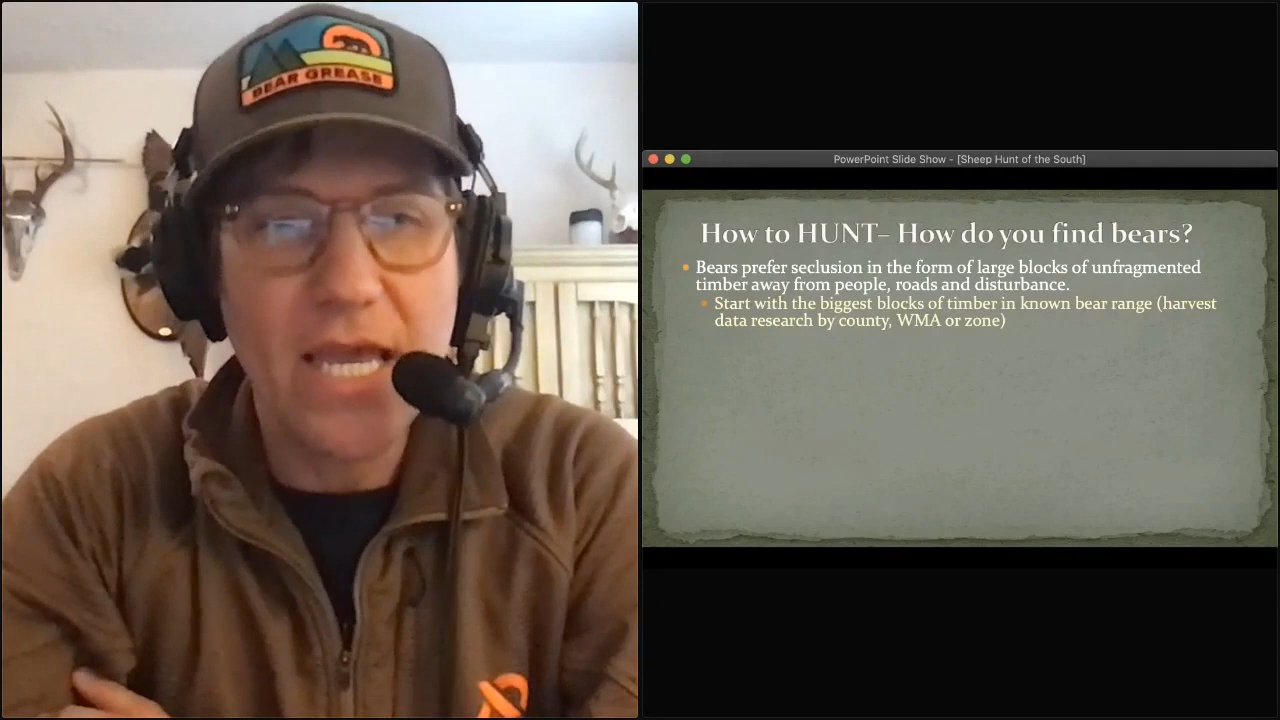 BEAR GREASE
PowerPoint Slide Show - [Sheep Hunt of the South]
How to HUNT– How do you find bears?
• Bears prefer seclusion in the form of large blocks of unfragmented
timber away from people, roads and disturbance.
• Start with the biggest blocks of timber in known bear range (harvest
data research by county, WMA or zone)